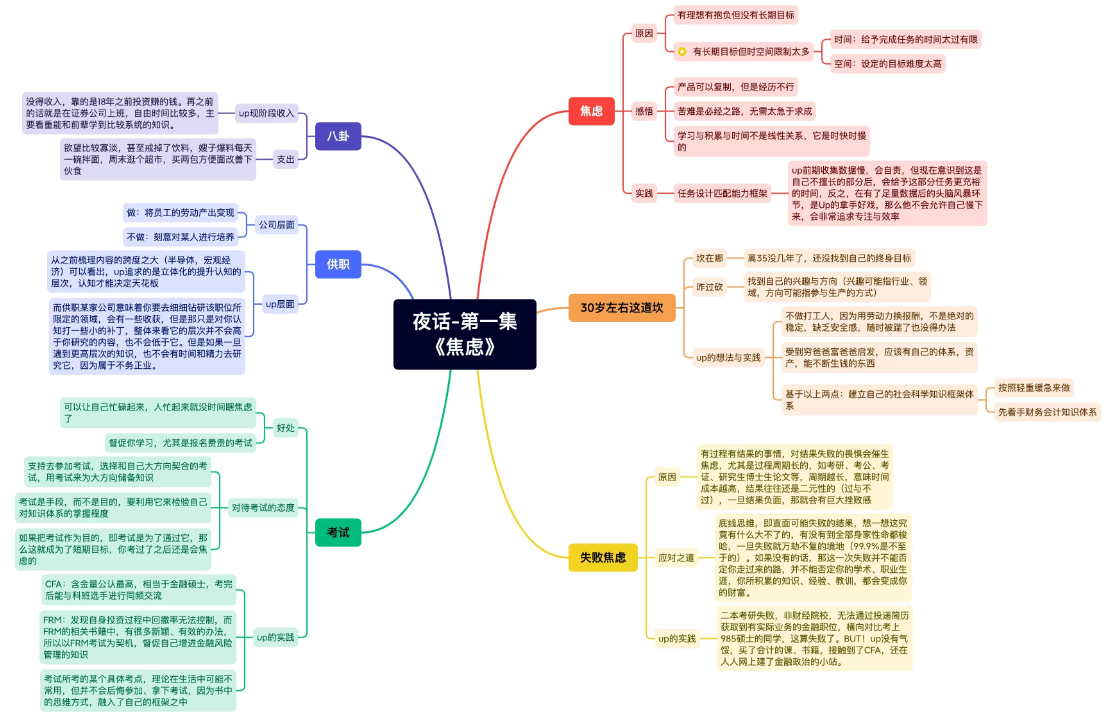 夜话-第一集
《焦虑》
焦虑
原因
有理想有抱负但没有长期目标
有长期目标但时空间限制太多
时间：给予完成任务的时间太过有限
空间：设定的目标难度太高
感悟
产品可以复制，但是经历不行
苦难是必经之路，无需太急于求成
学习与积累与时间不是线性关系，它是时快时慢
的
实践
任务设计匹配能力框架
up前期收集数据慢，会自责，但现在意识到这是
自己不擅长的部分后，会给予这部分任务更充裕
的时间，反之，在有了足量数据后的头脑风暴环
节，是Up的拿手好戏，那么他不会允许自己慢下
来，会非常追求专注与效率
30岁左右这道坎
坎在哪
离35没几年了，还没找到自己的终身目标
咋过砍
找到自己的兴趣与方向（兴趣可能指行业、领
域，方向可能指参与生产的方式）
up的想法与实践
不做打工人，因为用劳动力换报酬，不是绝对的
稳定，缺乏安全感，随时被踹了也没得办法
受到穷爸爸富爸爸启发，应该有自己的体系，资
产，能不断生钱的东西
基于以上两点：建立自己的社会科学知识框架体
系
按照轻重缓急来做
先着手财务会计知识体系
失败焦虑
原因
有过程有结果的事情，对结果失败的畏惧会催生
焦虑，尤其是过程周期长的，如考研、考公、考
证、研究生博士生论文等，周期越长，意味时间
成本越高，结果往往还是二元性的（过与不
过），一旦结果负面，那就会有巨大挫败感
应对之道
底线思维，即直面可能失败的结果，想一想这究
竟有什么大不了的，有没有到全部身家性命都梭
哈，一旦失败就万劫不复的境地（99.9%是不至
于的）。如果没有的话，那这一次失败并不能否
定你走过来的路，并不能否定你的学术、职业生
涯，你所积累的知识、经验、教训，都会变成你
的财富。
up的实践
二本考研失败，非财经院校，无法通过投递简历
获取到有实际业务的金融职位，横向对比考上
985硕士的同学，这算失败了。BUT！up没有气
馁，买了会计的课、书籍，接触到了CFA，还在
人人网上建了金融政治的小站。
八卦
up现阶段收入
没得收入，靠的是18年之前投资赚的钱。再之前
的话就是在证券公司上班，自由时间比较多，主
要看重能和前辈学到比较系统的知识。
支出
欲望比较寡淡，甚至戒掉了饮料，嫂子爆料每天
一碗拌面，周末逛个超市，买两包方便面改善下
伙食
供职
公司层面
做：将员工的劳动产出变现
不做：刻意对某人进行培养
up层面
从之前梳理内容的跨度之大（半导体，宏观经
济）可以看出，up追求的是立体化的提升认知的
层次，认知才能决定天花板
而供职某家公司意味着你要去细细钻研该职位所
限定的领域，会有一些收获，但是那只是对你认
知打一些小的补丁，整体来看它的层次并不会高
于你研究的内容，也不会低于它。但是如果一旦
遇到更高层次的知识，也不会有时间和精力去研
究它，因为属于不务正业。
考试
好处
可以让自己忙碌起来，人忙起来就没时间瞎焦虑
了
督促你学习，尤其是报名费贵的考试
对待考试的态度
支持去参加考试，选择和自己大方向契合的考
试，用考试来为大方向储备知识
考试是手段，而不是目的，要利用它来检验自己
对知识体系的掌握程度
如果把考试作为目的，即考试是为了通过它，那
么这就成为了短期目标，你考过了之后还是会焦
虑的
up的实践
CFA：含金量公认最高，相当于金融硕士，考完
后能与科班选手进行同频交流
FRM：发现自身投资过程中回撤率无法控制，而
FRM的相关书籍中，有很多新颖、有效的办法，
所以以FRM考试为契机，督促自己增进金融风险
管理的知识
考试所考的某个具体考点，理论在生活中可能不
常用，但并不会后悔参加、拿下考试，因为书中
的思维方式，融入了自己的框架之中